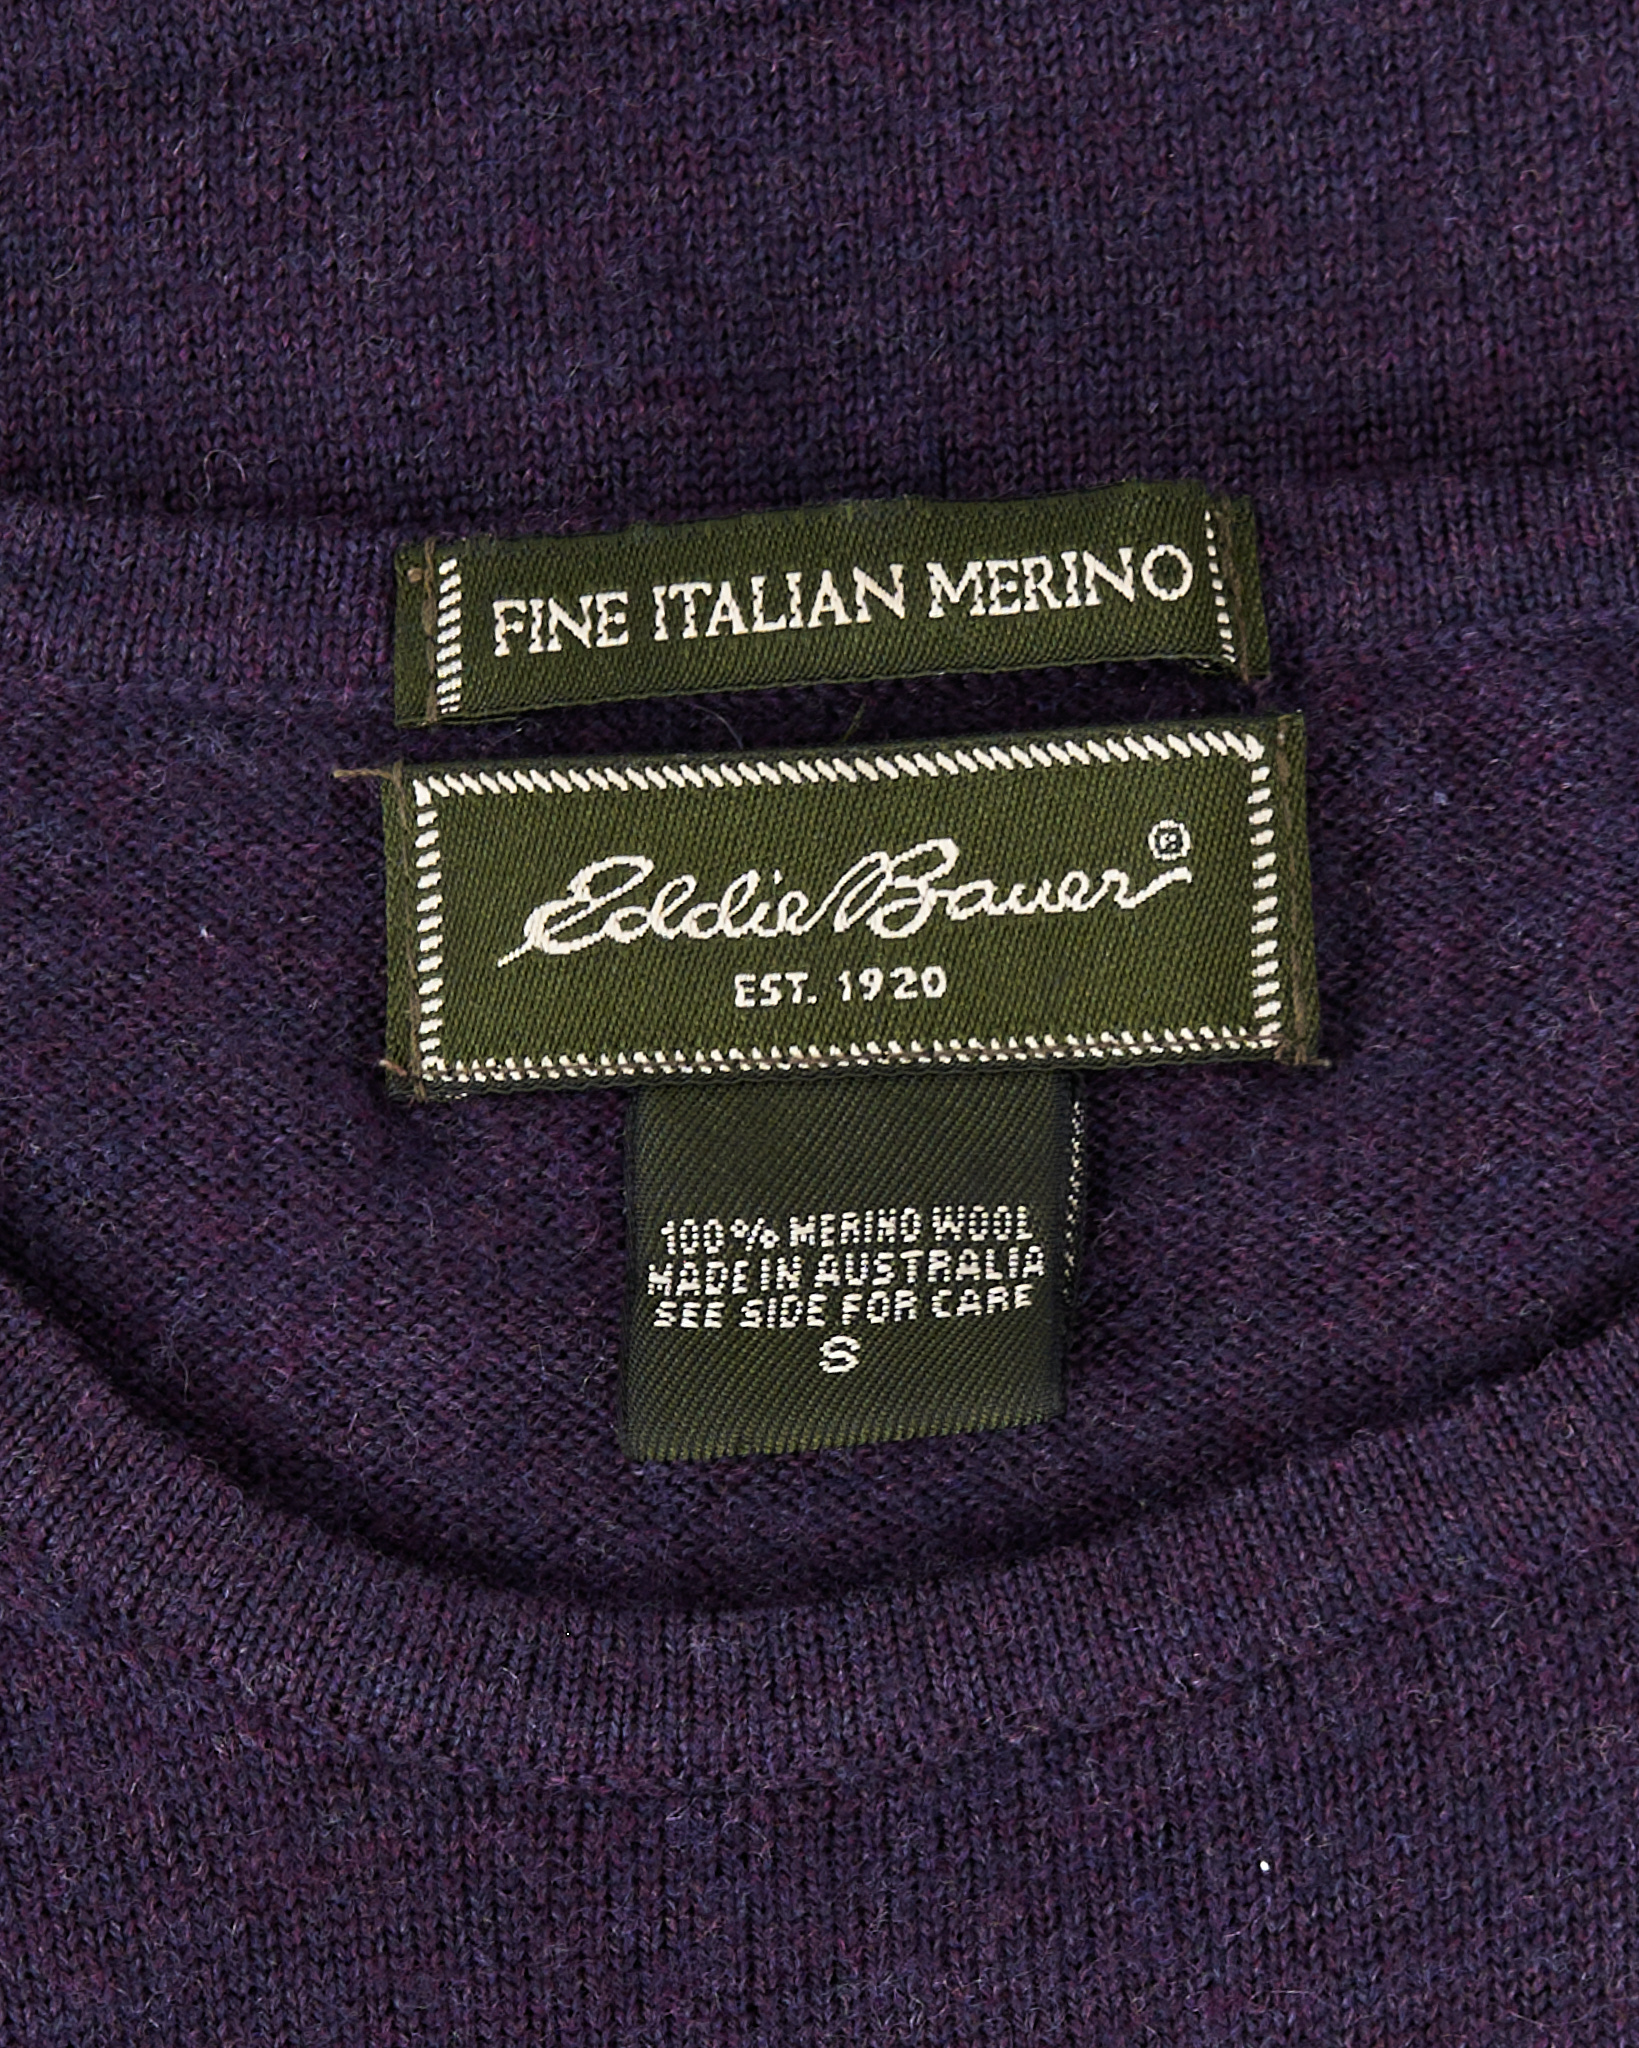 FINE ITALIAN MERINO
Eddie Bauer®
EST. 1920
100% MERINO WOOL
MADE IN AUSTRALIA
SEE SIDE FOR CARE
S